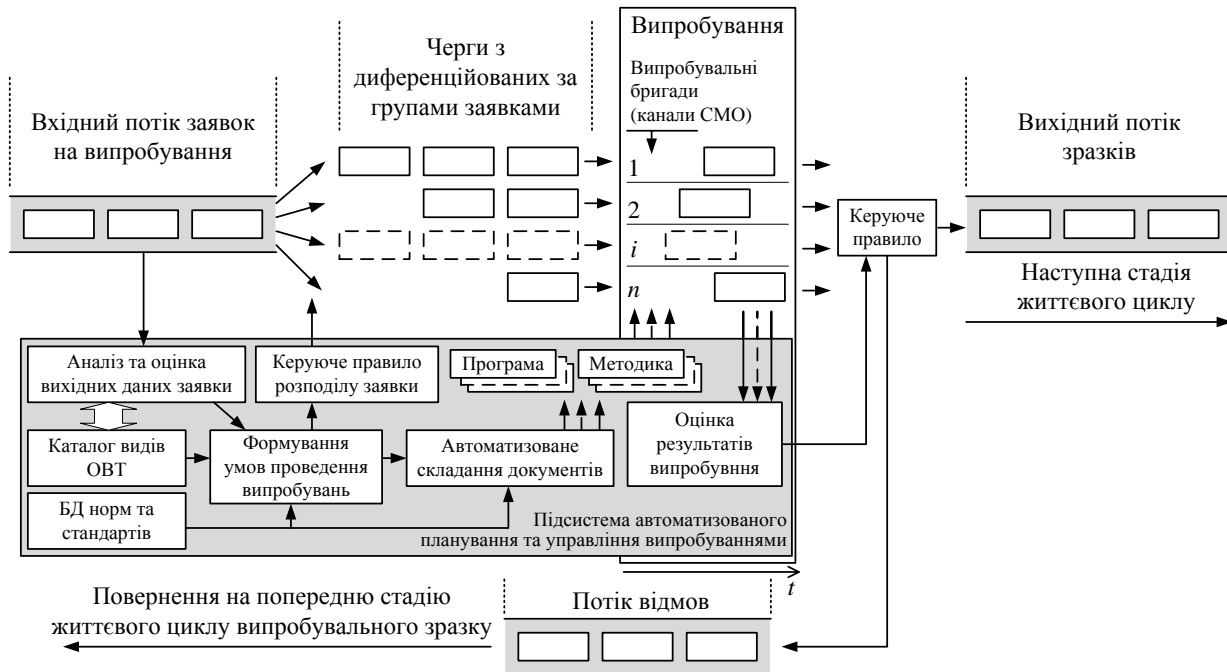 Випробування
Черги з
диференційованих за
групами заявками
Випробувальні
бригади
(канали СМО)
Вхідний потік заявок
на випробування
Вихідний потік
зразків
1
2
i
n
Керуюче
правило
Наступна стадія
життєвого циклу
Аналіз та оцінка
вихідних даних заявки
Керуюче правило
розподілу заявки
Програма
Методика
Каталог видів
ОВТ
Формування
умов проведення
випробувань
Автоматизоване
складання документів
Оцінка
результатів
випробувння
БД норм та
стандартів
Підсистема автоматизованого
планування та управління випробуваннями
t
Повернення на попередню стадію
життєвого циклу випробувального зразку
Потік відмов